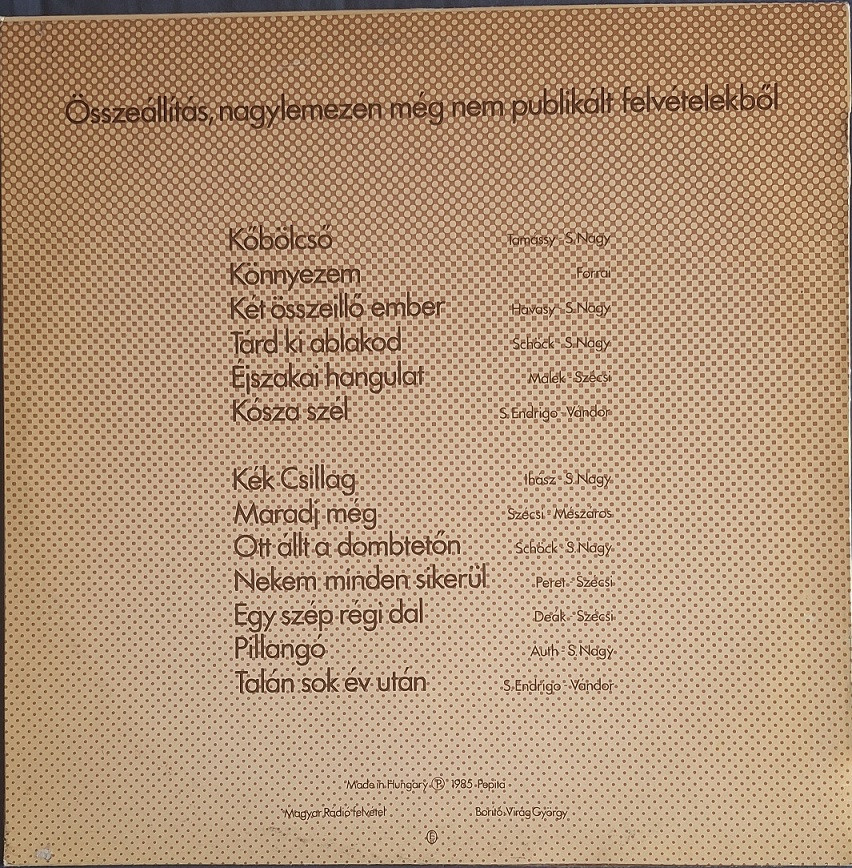 Összeállítás, nagylemezen még nem publikált felvételekből
Kőbölcső Tamássy - S. Nagy
Könnyezem Forrai
Két összeillő ember Havasy - S. Nagy
Tárd ki ablakod Schöck - S. Nagy
Éjszakai hangulat Malek - Szécsi
Kósza szél S. Endrigo - Vándor
Kék Csillag Ihász - S. Nagy
Maradj még Szécsi - Mészáros
Ott állt a dombtetőn Schöck - S. Nagy
Nekem minden sikerül Peret - Szécsi
Egy szép régi dal Deák - Szécsi
Pillangó Auth - S. Nagy
Talán sok év után S. Endrigo - Vándor
Made in Hungary Ⓟ 1985 Pepita
Magyar Rádió felvétel Borító: Virág György